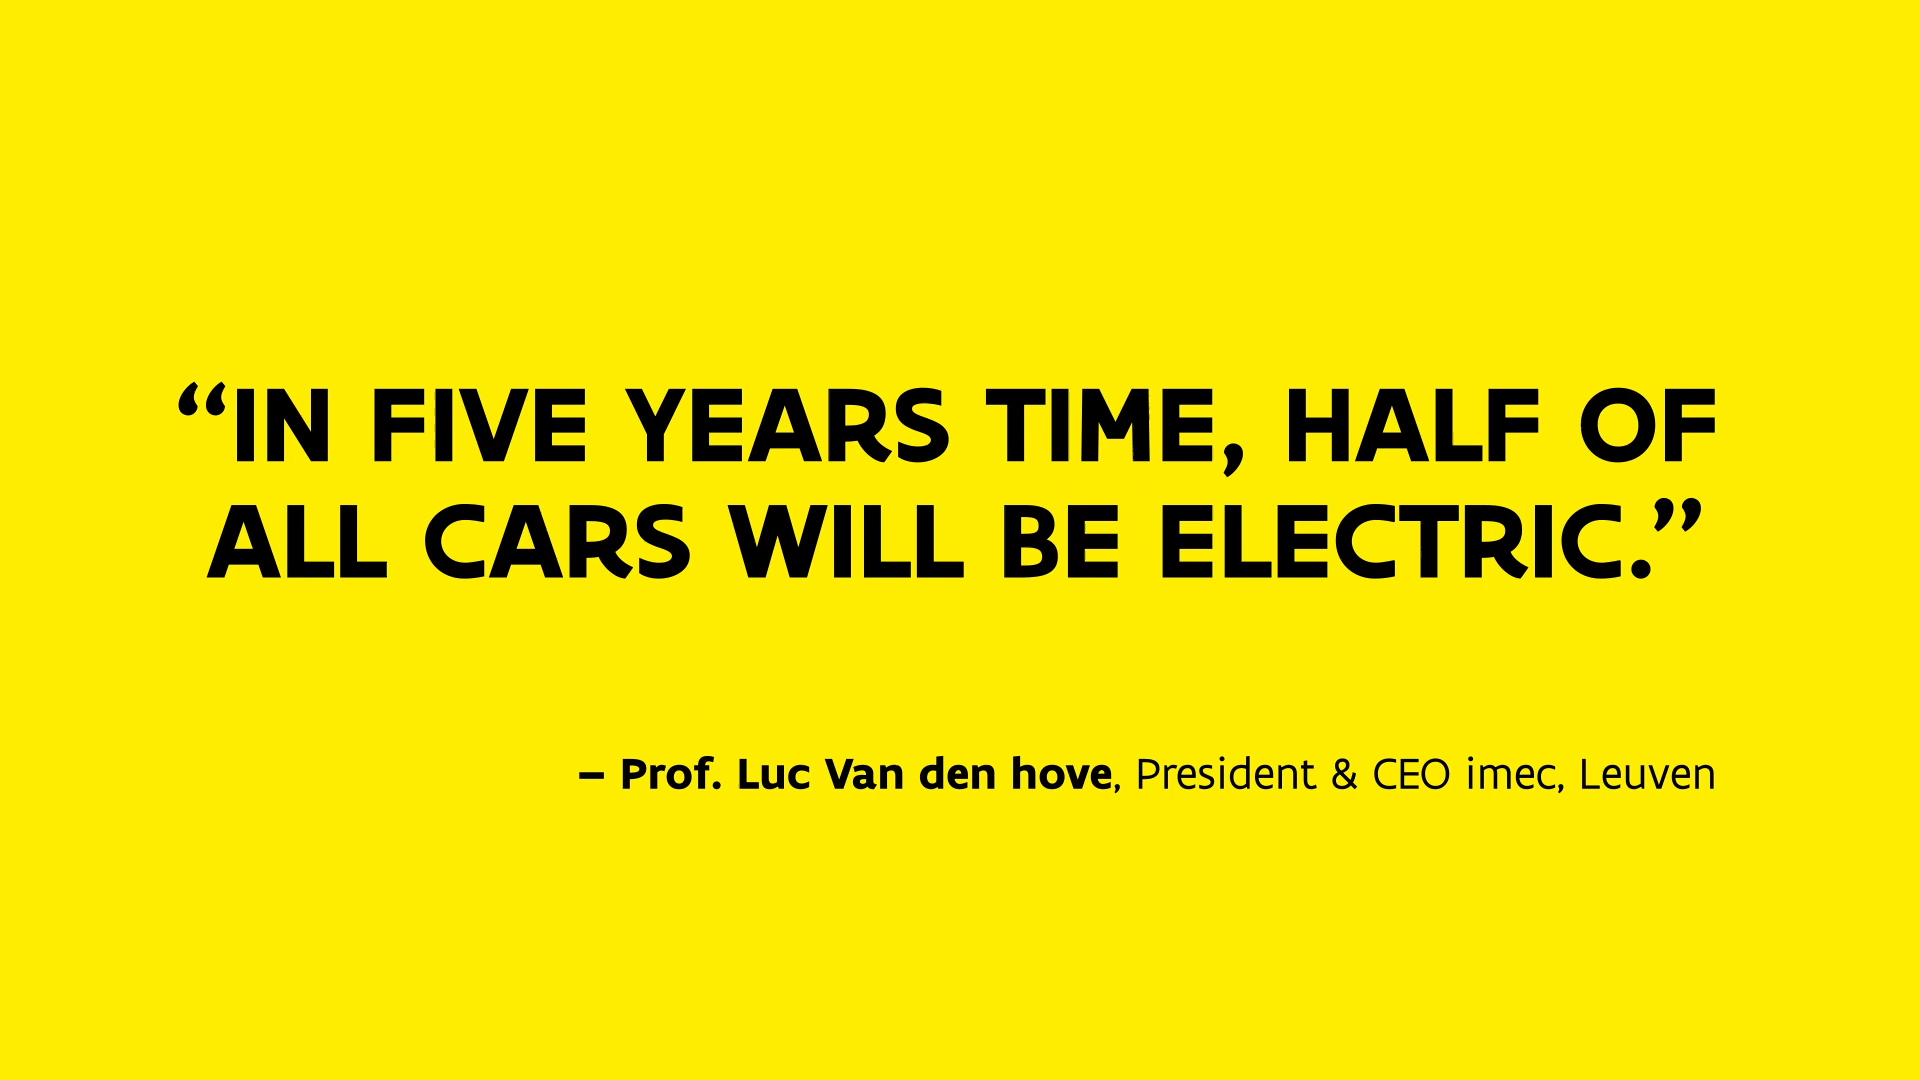 “IN FIVE YEARS TIME, HALF OF
ALL CARS WILL BE ELECTRIC.”
– Prof. Luc Van den hove, President & CEO imec, Leuven